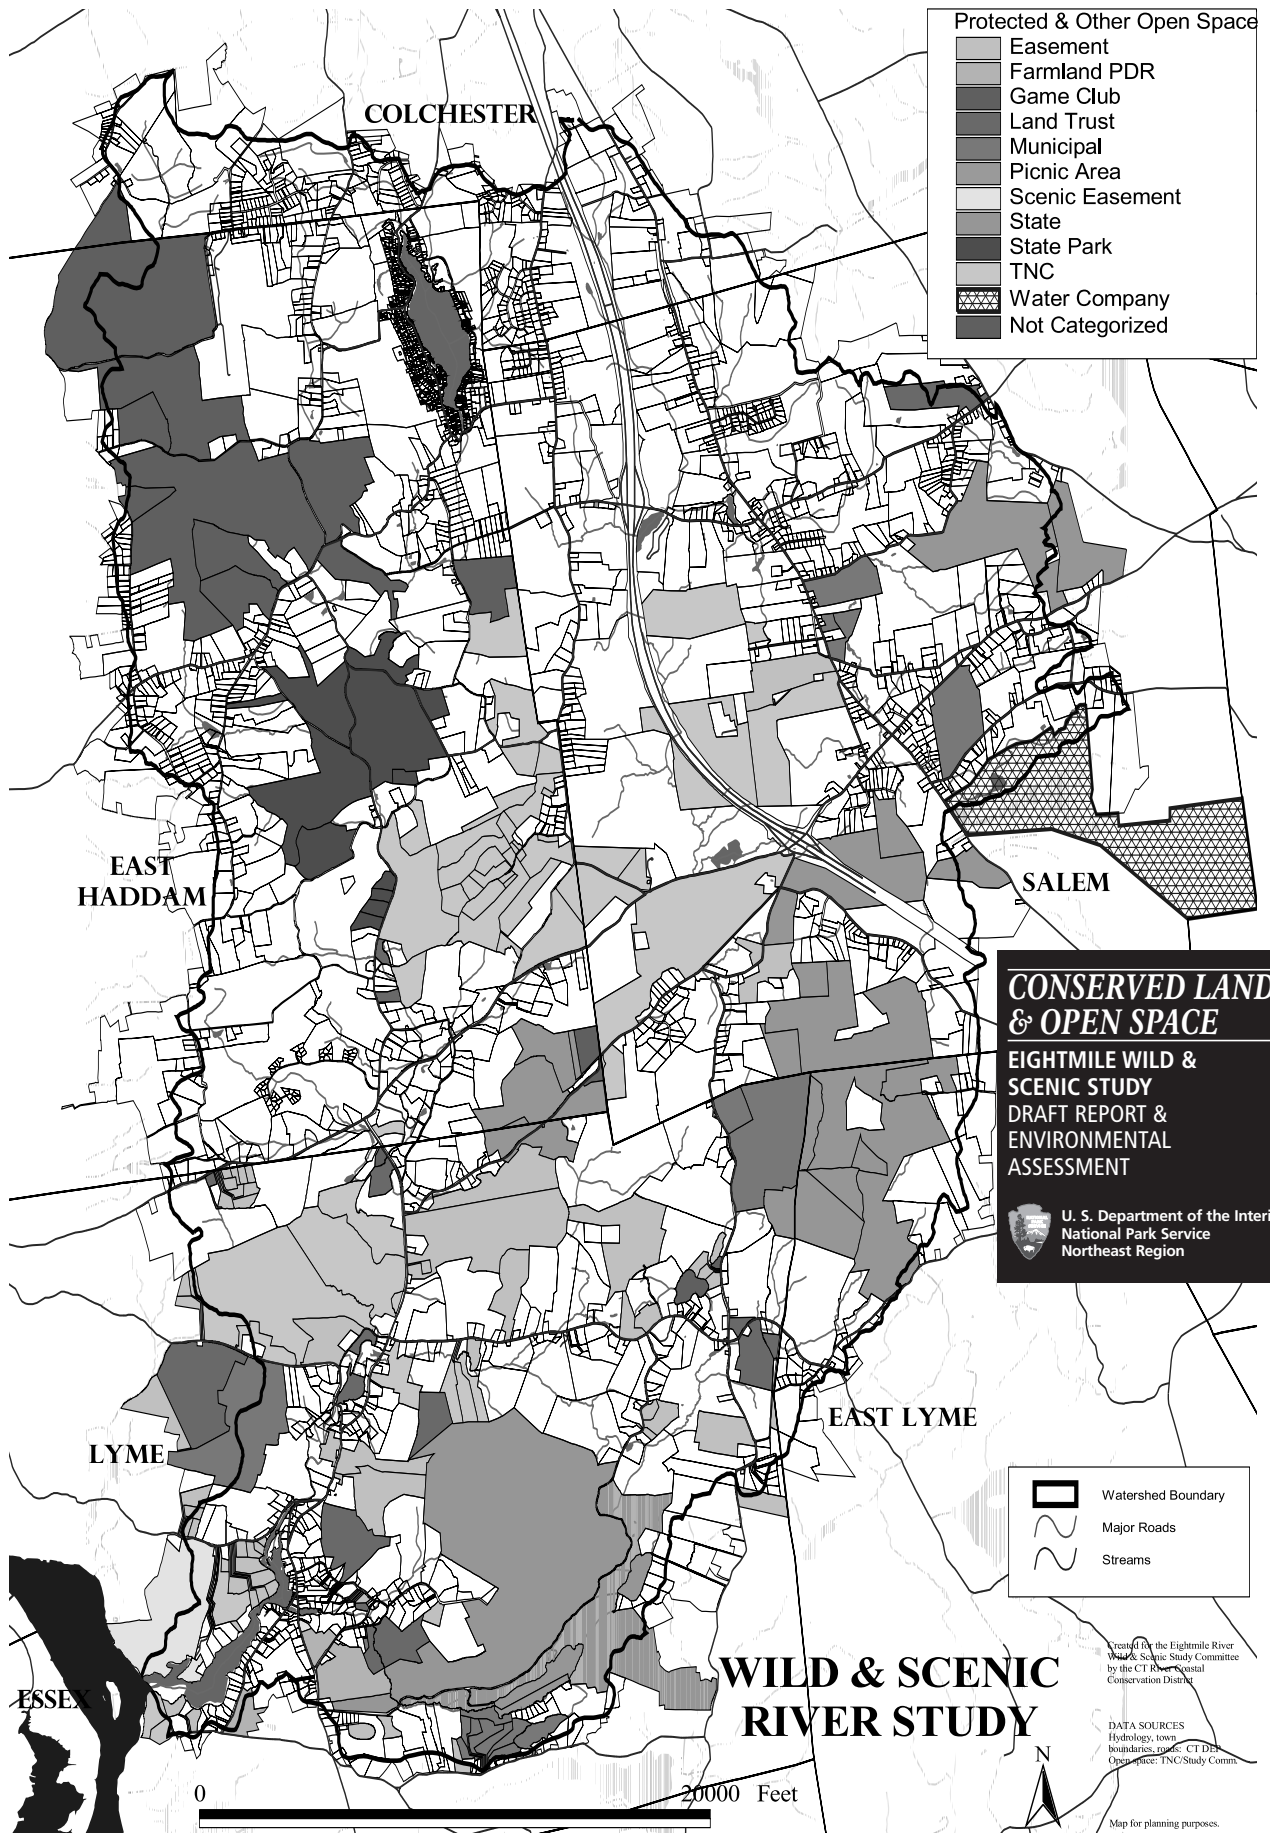 Protected & Other Open Space
Easement
Farmland PDR
Game Club
Land Trust
Municipal
Picnic Area
Scenic Easement
State
State Park
TNC
Water Company
Not Categorized
COLCHESTER
EAST
HADDAM
SALEM
CONSERVED LAND
& OPEN SPACE
EIGHTMILE WILD &
SCENIC STUDY
DRAFT REPORT &
ENVIRONMENTAL
ASSESSMENT
U. S. Department of the Interi
National Park Service
Northeast Region
EAST LYME
LYME
Watershed Boundary
Major Roads
Streams
ESSEX
WILD & SCENIC
RIVER STUDY
Created for the Eightmile River
Wild & Scenic Study Committee
by the CT River Coastal
Conservation District
DATA SOURCES
Hydrology, town
boundaries, roads: CT DEP
Open space: TNC/Study Comm.
N
0 20000 Feet
Map for planning purposes.